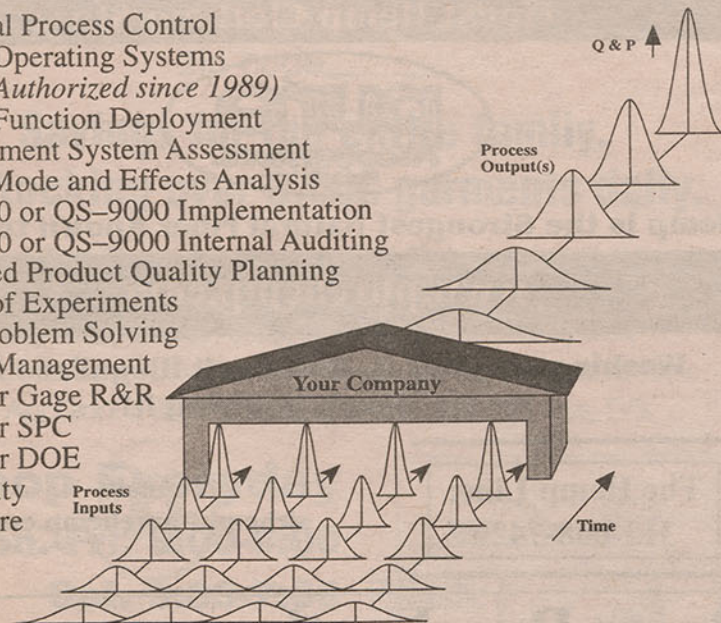 al Process Control
Operating Systems
Authorized since 1989)
Function Deployment
ment System Assessment
Mode and Effects Analysis
0 or QS–9000 Implementation
0 or QS–9000 Internal Auditing
ed Product Quality Planning
of Experiments
oblem Solving
Management
r Gage R&R
r SPC
r DOE
ty
re
Q & P
Process
Output(s)
Your Company
Process
Inputs
Time